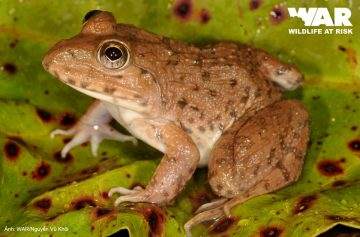 WAR
WILDLIFE AT RISK
Ảnh: WAR/Nguyễn Vũ Khôi